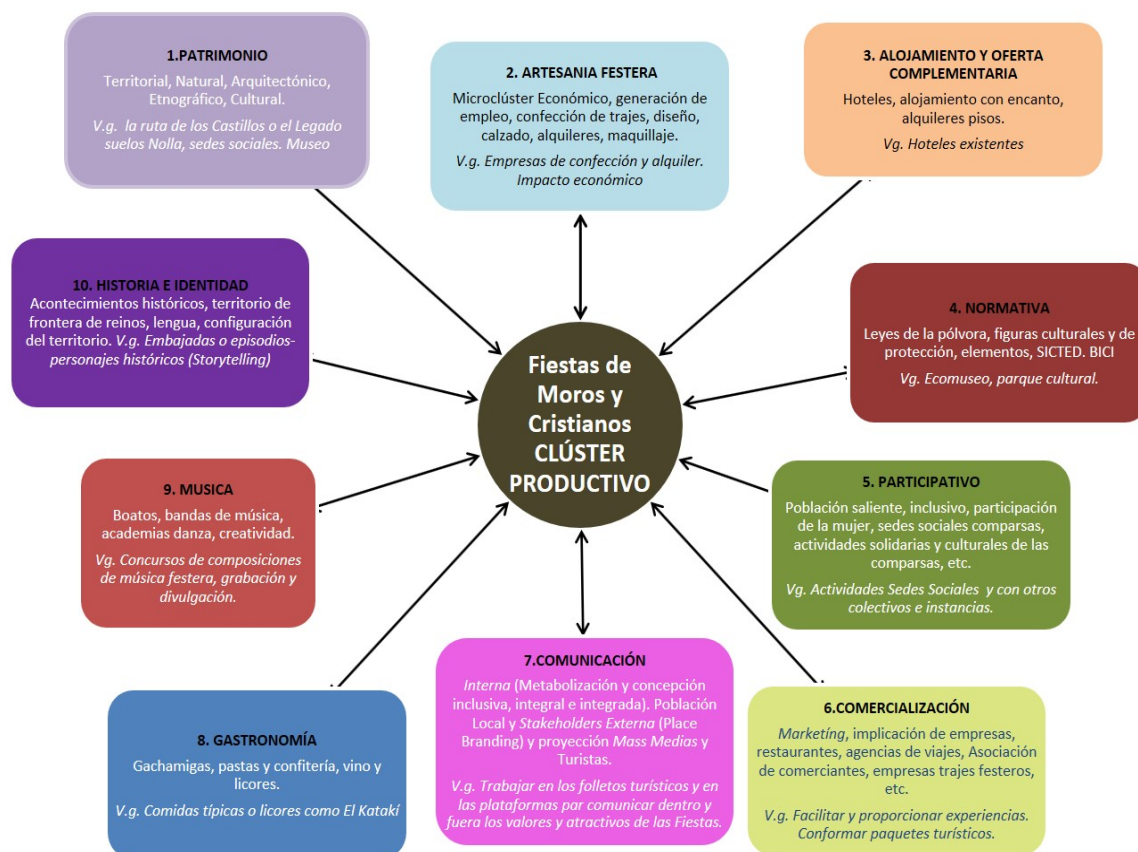 1.PATRIMONIO
Territorial, Natural, Arquitectónico,
Etnográfico, Cultural.
V.g.  la ruta de los Castillos o el Legado
suelos Nolla, sedes sociales. Museo
2. ARTESANIA FESTERA
Microclúster Económico, generación de
empleo, confección de trajes, diseño,
calzado, alquileres, maquillaje.
V.g. Empresas de confección y alquiler.
Impacto económico
3. ALOJAMIENTO Y OFERTA
COMPLEMENTARIA
Hoteles, alojamiento con encanto,
alquileres pisos.
Vg. Hoteles existentes
10. HISTORIA E IDENTIDAD
Acontecimientos históricos, territorio de
frontera de reinos, lengua, configuración
del territorio. V.g. Embajadas o episodios-
personajes históricos (Storytelling)
Fiestas de
Moros y
Cristianos
CLÚSTER
PRODUCTIVO
4. NORMATIVA
Leyes de la pólvora, figuras culturales y de
protección, elementos, SICTED. BICI
Vg. Ecomuseo, parque cultural.
9. MUSICA
Boatos, bandas de música,
academias danza, creatividad.
Vg. Concursos de composiciones
de música festera, grabación y
divulgación.
5. PARTICIPATIVO
Población saliente, inclusivo, participación
de la mujer, sedes sociales comparsas,
actividades solidarias y culturales de las
comparsas, etc.
Vg. Actividades Sedes Sociales  y con otros
colectivos e instancias.
8. GASTRONOMÍA
Gachamigas, pastas y confitería, vino y
licores.
V.g. Comidas típicas o licores como El Katakí
7.COMUNICACIÓN
Interna (Metabolización y concepción
inclusiva, integral e integrada). Población
Local y Stakeholders Externa (Place
Branding) y proyección Mass Medias y
Turistas.
V.g. Trabajar en los folletos turísticos y en
las plataformas par comunicar dentro y
fuera los valores y atractivos de las Fiestas.
6.COMERCIALIZACIÓN
Marketíng, implicación de empresas,
restaurantes, agencias de viajes, Asociación
de comerciantes, empresas trajes festeros,
etc.
V.g. Facilitar y proporcionar experiencias.
Conformar paquetes turísticos.